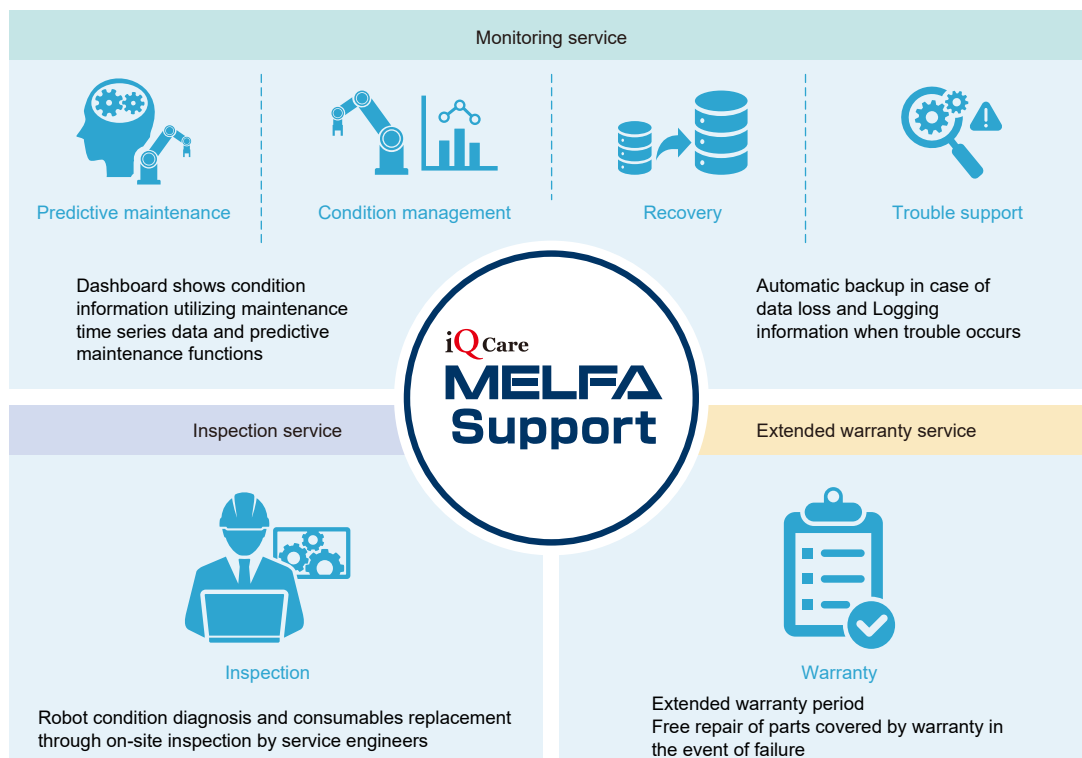 Monitoring service
Predictive maintenance
Condition management
Recovery
Trouble support
Dashboard shows condition
information utilizing maintenance
time series data and predictive
maintenance functions
Automatic backup in case of
data loss and Logging
information when trouble occurs
iQ Care
MELFA
Support
Inspection service
Extended warranty service
Inspection
Robot condition diagnosis and consumables replacement
through on-site inspection by service engineers
Warranty
Extended warranty period
Free repair of parts covered by warranty in
the event of failure